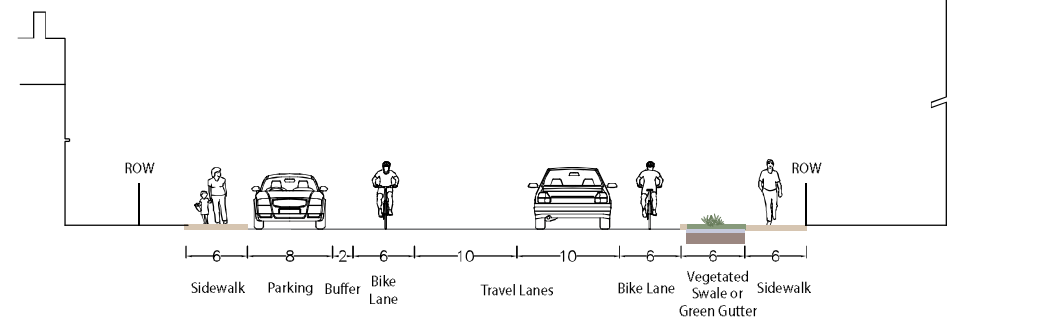 ROW
ROW
6 8 2 6 10 10 6 6 6
Sidewalk
Parking
Buffer
Bike
Lane
Travel Lanes
Bike Lane
Vegetated
Swale or
Green Gutter
Sidewalk